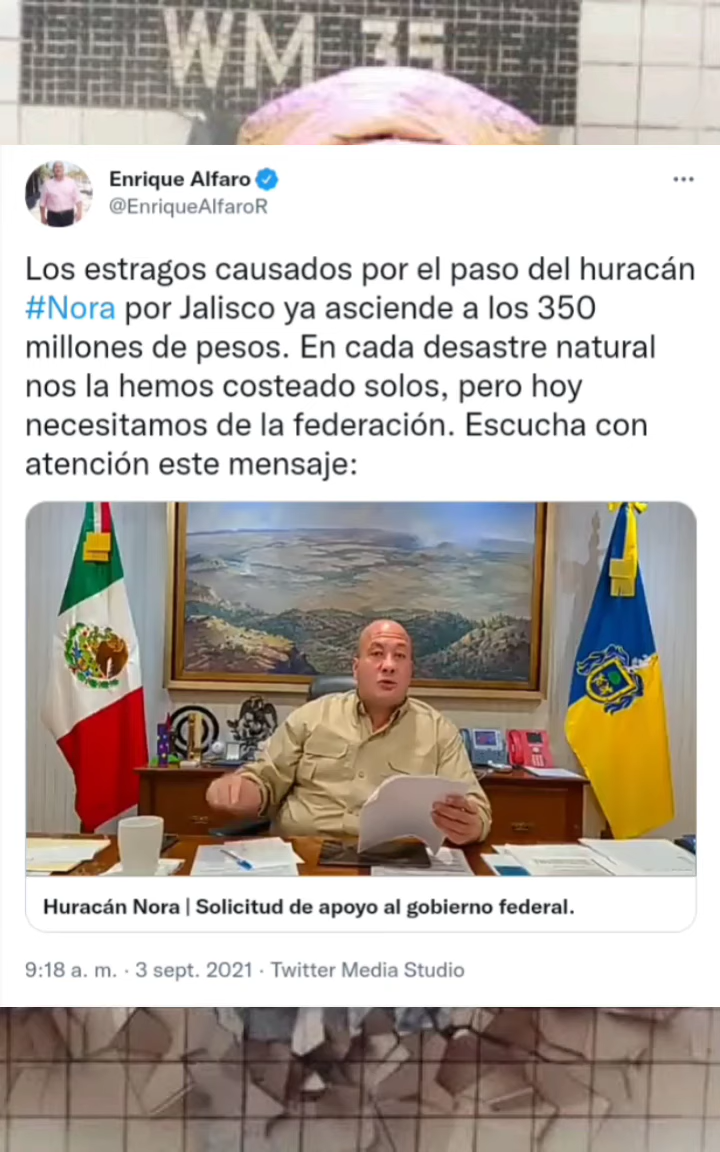 WM 35
Enrique Alfaro
@EnriqueAlfaroR
Los estragos causados por el paso del huracán
#Nora por Jalisco ya asciende a los 350
millones de pesos. En cada desastre natural
nos la hemos costeado solos, pero hoy
necesitamos de la federación. Escucha con
atención este mensaje:
Huracán Nora | Solicitud de apoyo al gobierno federal.
9:18 a. m. · 3 sept. 2021 · Twitter Media Studio